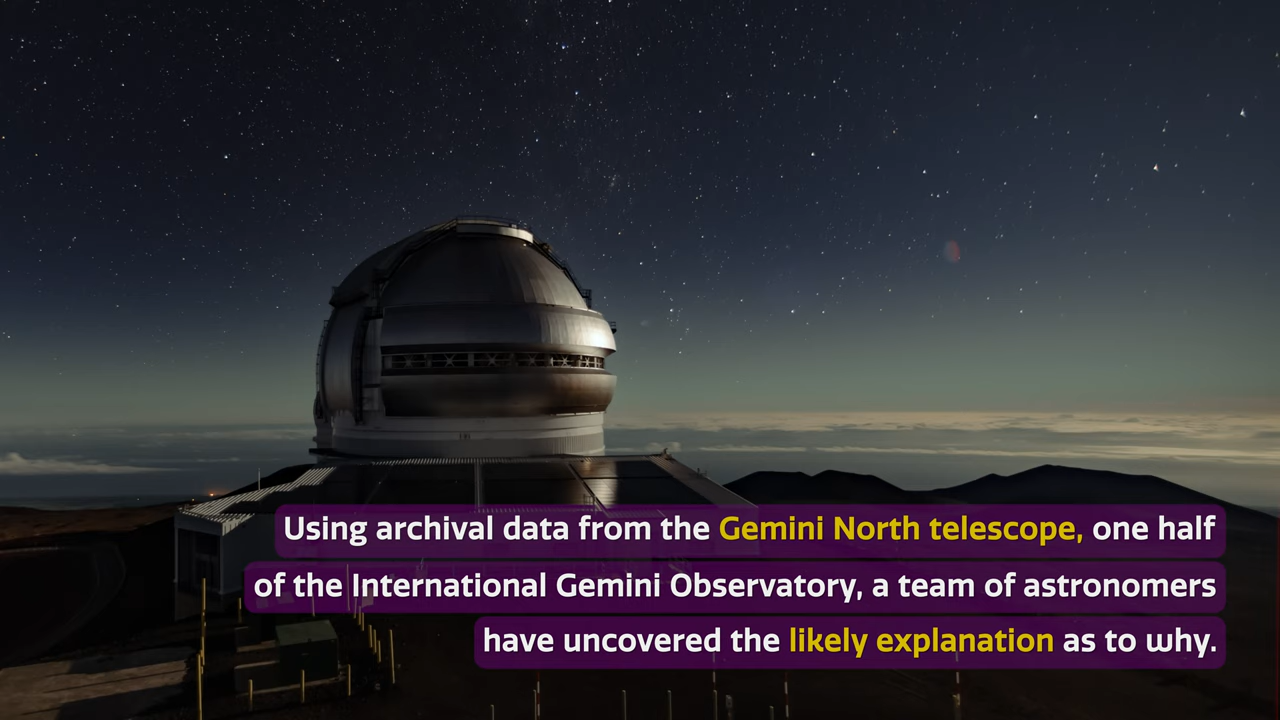 Using archival data from the Gemini North telescope, one half
of the International Gemini Observatory, a team of astronomers
have uncovered the likely explanation as to why.